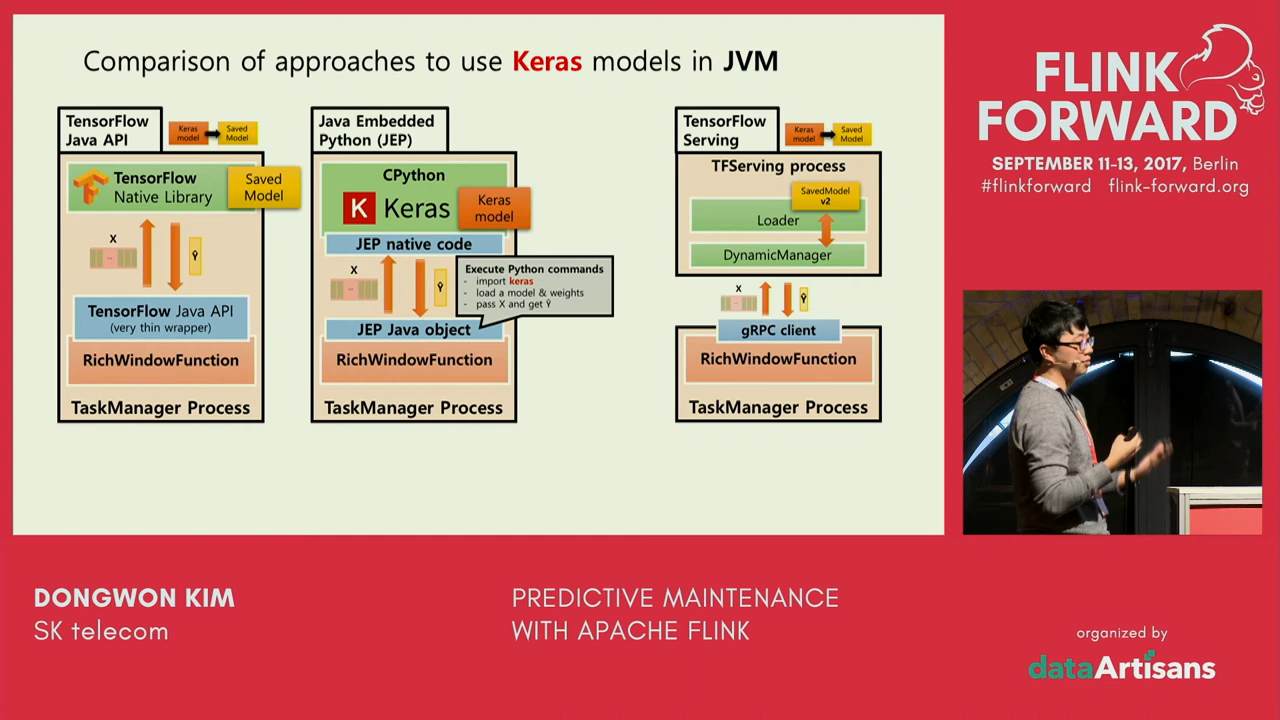 Comparison of approaches to use Keras models in JVM
TensorFlow
Java API
Keras
model
Saved
Model
TensorFlow
Native Library
Saved
Model
X
Ŷ
TensorFlow Java API
(very thin wrapper)
RichWindowFunction
TaskManager Process
Java Embedded
Python (JEP)
CPython
K Keras
Keras
model
JEP native code
X
Ŷ
Execute Python commands
- import keras
- load a model & weights
- pass X and get Ŷ
JEP Java object
RichWindowFunction
TaskManager Process
TensorFlow
Serving
Keras
model
Saved
Model
TFServing process
SavedModel
v2
Loader
DynamicManager
X
Ŷ
gRPC client
RichWindowFunction
TaskManager Process
FLINK
FORWARD
SEPTEMBER 11-13, 2017, Berlin
#flinkforward flink-forward.org
DONGWON KIM
SK telecom
PREDICTIVE MAINTENANCE
WITH APACHE FLINK
organized by
dataArtisans